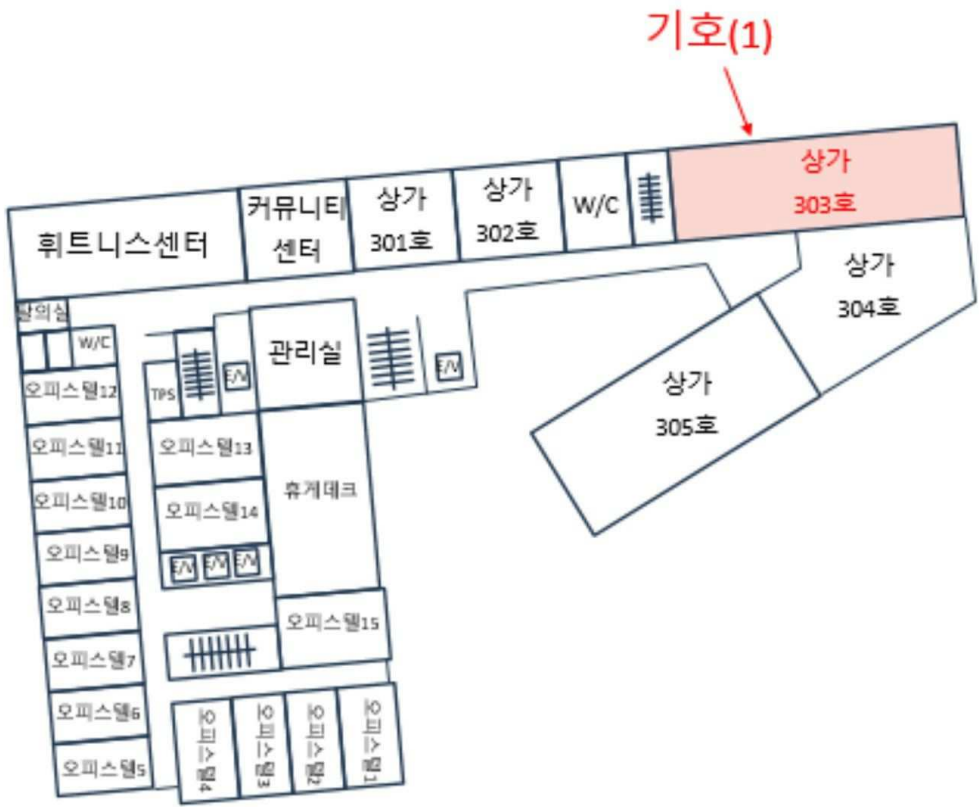 기호(1)
상가
303호
휘트니스센터
커뮤니티
센터
상가
301호
상가
302호
W/C
상가
304호
상가
305호
탈의실
W/C
관리실
E/V
E/V
TPS
오피스텔12
오피스텔11
오피스텔10
오피스텔9
오피스텔8
오피스텔7
오피스텔6
오피스텔5
오피스텔13
오피스텔14
E/V
E/V
E/V
휴게데크
오피스텔15
오피스텔4
오피스텔3
오피스텔2
오피스텔1